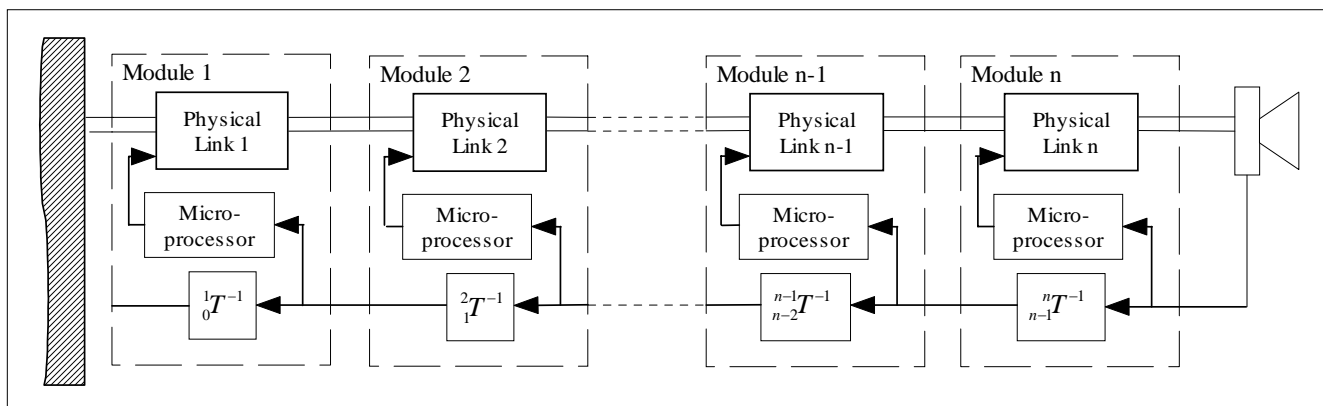 Module 1
Module 2
Module n-1
Module n
Physical
Link 1
Physical
Link 2
Physical
Link n-1
Physical
Link n
Micro-
processor
Micro-
processor
Micro-
processor
Micro-
processor
¹₀T⁻¹
²₁T⁻¹
ⁿ⁻¹ₙ₋₂T⁻¹
ⁿₙ₋₁T⁻¹